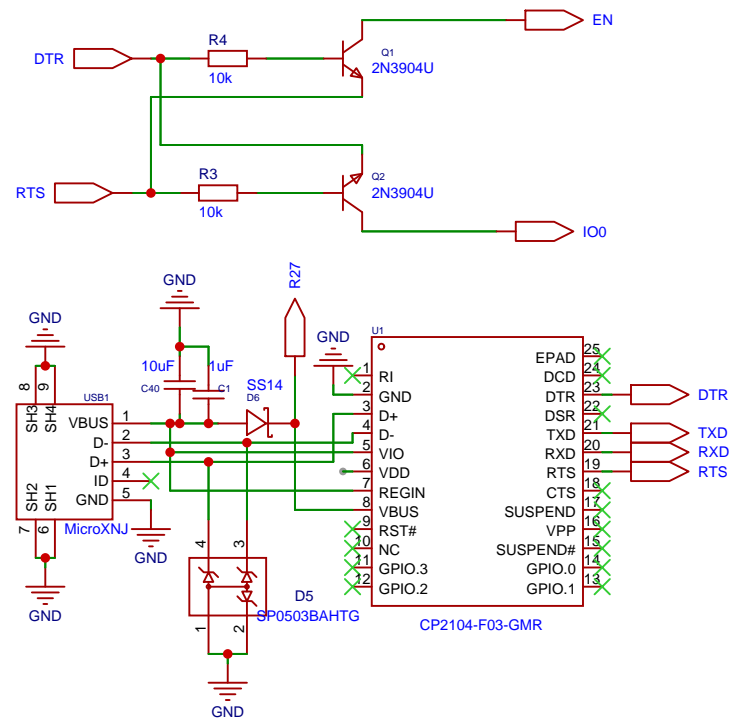 EN
R4
Q1
DTR
2N3904U
10k
Q2
R3
RTS
2N3904U
10k
IO0
GND
R27
GND
GND
U1
10uF
1uF
SS14
C40
C1
D6
USB1
8
9
SH3
SH4
VBUS
1
D-
2
D+
3
ID
4
GND
5
SH2
SH1
7
6
MicroXNJ
GND
GND
4
3
D5
SP0503BAHTG
1
2
GND
1
RI
2
GND
3
D+
4
D-
5
VIO
6
VDD
7
REGIN
8
VBUS
9
RST#
10
NC
11
GPIO.3
12
GPIO.2
EPAD
25
DCD
24
DTR
23
DTR
DSR
22
TXD
21
TXD
RXD
20
RXD
RTS
19
RTS
CTS
18
SUSPEND
17
VPP
16
SUSPEND#
15
GPIO.0
14
GPIO.1
13
CP2104-F03-GMR